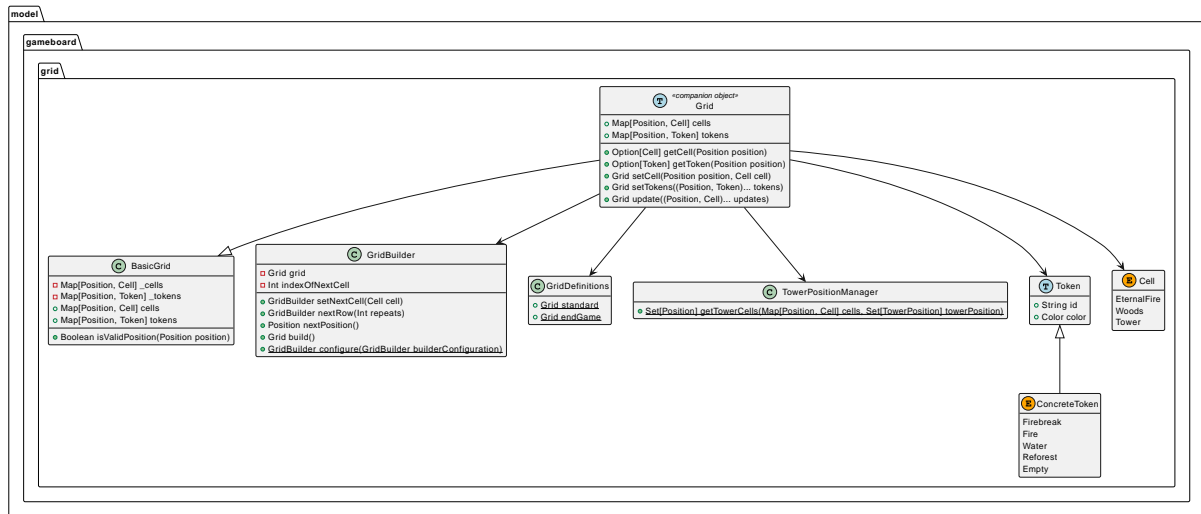 model
gameboard
grid
T
«companion object»
Grid
Map[Position, Cell] cells
Map[Position, Token] tokens
Option[Cell] getCell(Position position)
Option[Token] getToken(Position position)
Grid setCell(Position position, Cell cell)
Grid setTokens((Position, Token)... tokens)
Grid update((Position, Cell)... updates)
C BasicGrid
Map[Position, Cell] _cells
Map[Position, Token] _tokens
Map[Position, Cell] cells
Map[Position, Token] tokens
Boolean isValidPosition(Position position)
C GridBuilder
Grid grid
Int indexOfNextCell
GridBuilder setNextCell(Cell cell)
GridBuilder nextRow(Int repeats)
Position nextPosition()
Grid build()
GridBuilder configure(GridBuilder builderConfiguration)
C GridDefinitions
Grid standard
Grid endGame
C TowerPositionManager
Set[Position] getTowerCells(Map[Position, Cell] cells, Set[TowerPosition] towerPosition)
T Token
String id
Color color
E Cell
EternalFire
Woods
Tower
E ConcreteToken
Firebreak
Fire
Water
Reforest
Empty